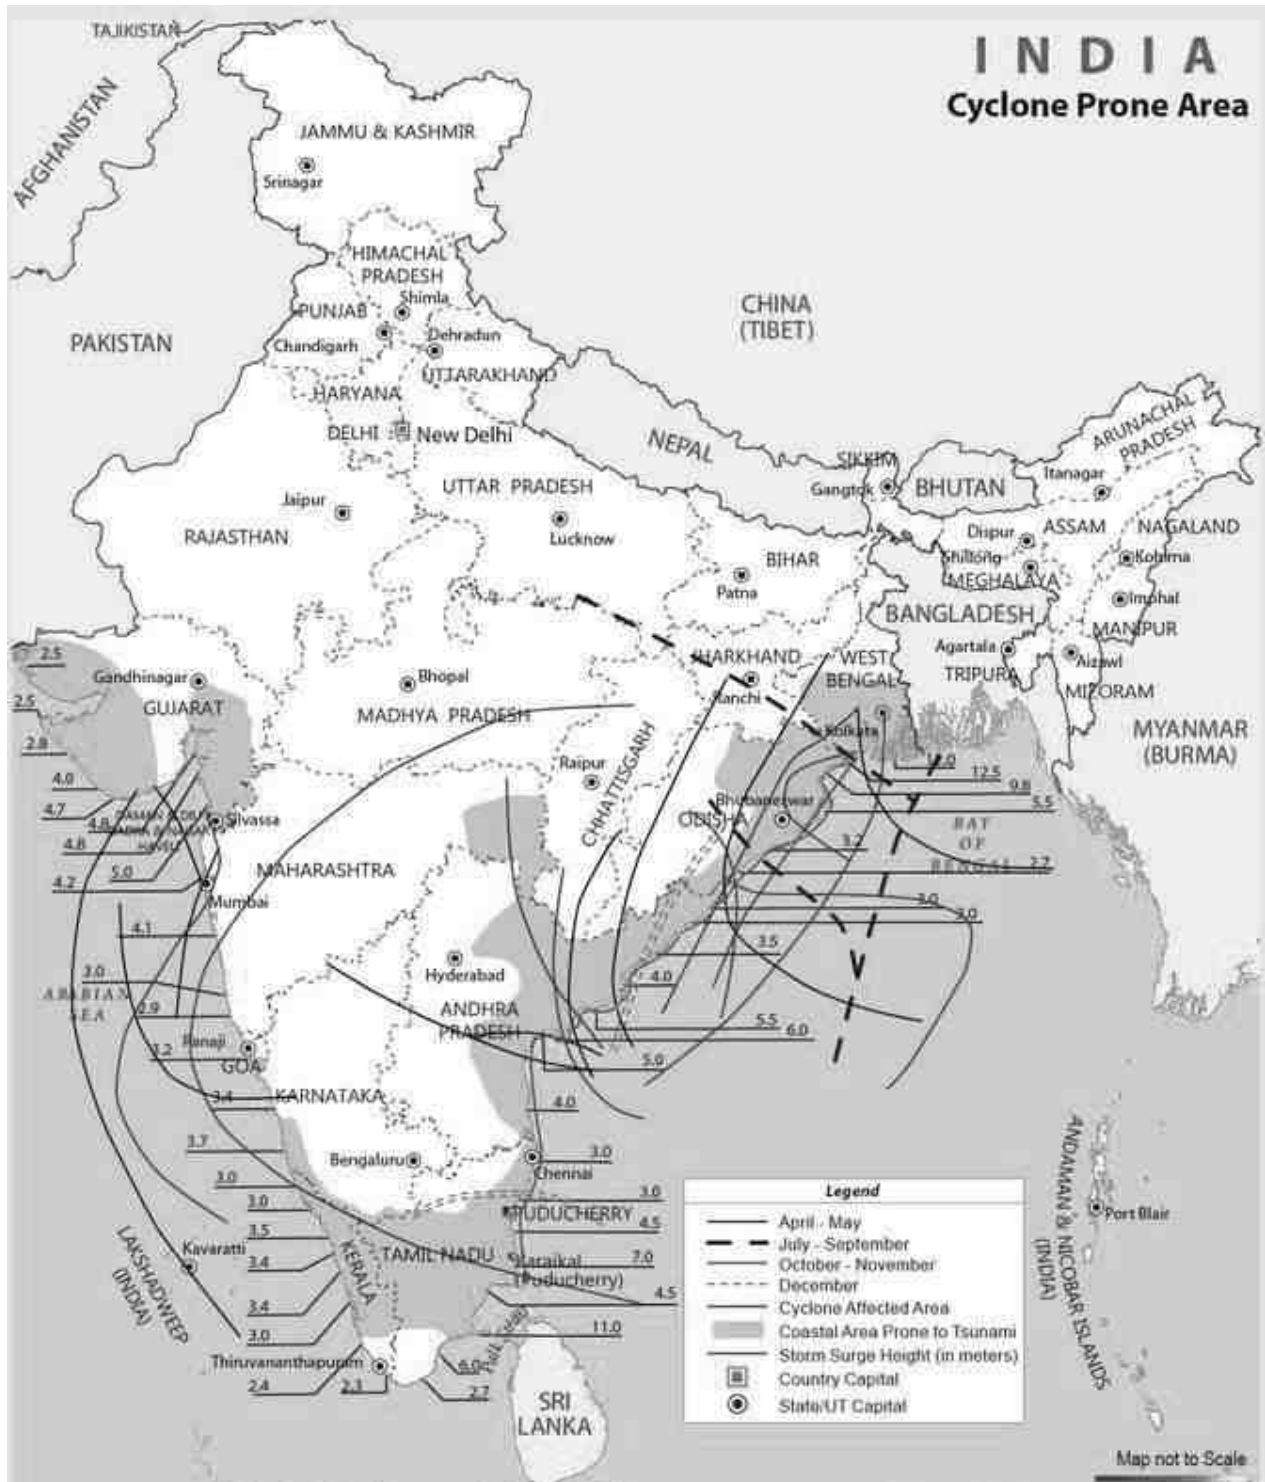 TAJIKISTAN
INDIA
Cyclone Prone Area
AFGHANISTAN
JAMMU & KASHMIR
Srinagar
HIMACHAL
PRADESH
Shimla
PUNJAB
Chandigarh
Dehradun
UTTARAKHAND
CHINA
(TIBET)
PAKISTAN
HARYANA
DELHI
New Delhi
NEPAL
SIKKIM
Gangtok
BHUTAN
ARUNACHAL
PRADESH
Itanagar
UTTAR PRADESH
Jaipur
RAJASTHAN
Lucknow
BIHAR
Patna
Dispur
ASSAM
NAGALAND
Shillong
Kohima
MEGHALAYA
Imphal
BANGLADESH
MANIPUR
Agartala
Aizawl
TRIPURA
MIZORAM
JHARKHAND
Ranchi
WEST
BENGAL
Kolkata
MYANMAR
(BURMA)
2.5
Gandhinagar
GUJARAT
Bhopal
MADHYA PRADESH
2.5
2.8
4.0
4.7
4.8
4.8
5.0
4.2
Silvassa
Raipur
CHHATTISGARH
Bhubaneswar
ODISHA
12.5
9.8
5.5
BAY
OF
BENGAL
3.2
2.7
3.0
3.0
3.5
4.0
5.5
6.0
5.0
4.0
3.0
MAHARASHTRA
Mumbai
4.1
3.0
ARABIAN
SEA
2.9
Hyderabad
ANDHRA
PRADESH
Panaji
3.2
GOA
KARNATAKA
3.4
3.7
Bengaluru
Chennai
3.0
3.0
3.5
3.4
3.4
3.0
2.4
2.3
LAKSHADWEEP
(INDIA)
Kavaratti
KERALA
TAMIL NADU
PUDUCHERRY
3.0
4.5
Karaikal
(Puducherry)
7.0
4.5
11.0
6.0
2.7
Thiruvananthapuram
Palk Strait
SRI
LANKA
ANDAMAN & NICOBAR ISLANDS
(INDIA)
Port Blair
Legend
April - May
July - September
October - November
December
Cyclone Affected Area
Coastal Area Prone to Tsunami
Storm Surge Height (in meters)
Country Capital
State/UT Capital
Map not to Scale